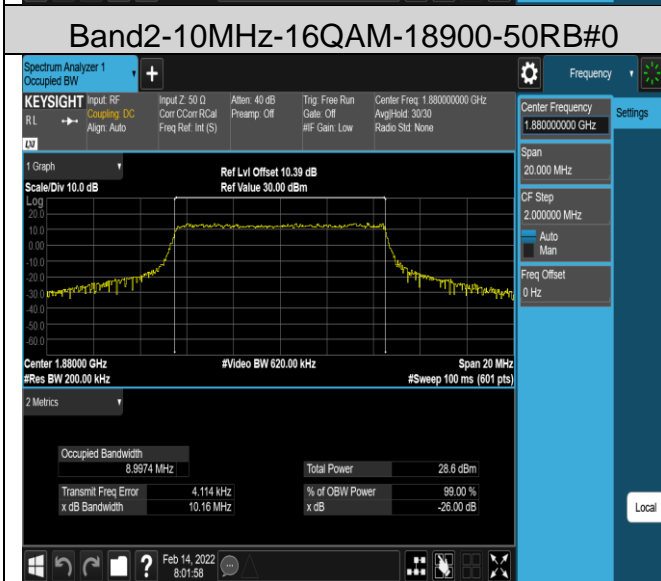 Band2-10MHz-16QAM-18900-50RB#0
Spectrum Analyzer 1
Occupied BW
+
Frequency
KEYSIGHT
RL
Input: RF
Coupling: DC
Align: Auto
Input Z: 50 Ω
Corr CCorr RCal
Freq Ref: Int (S)
Atten: 40 dB
Preamp: Off
Trig: Free Run
Gate: Off
#IF Gain: Low
Center Freq: 1.880000000 GHz
Avg|Hold: 30/30
Radio Std: None
LXI
Center Frequency
1.880000000 GHz
Settings
Span
20.000 MHz
CF Step
2.000000 MHz
Auto
Man
Freq Offset
0 Hz
1 Graph
Scale/Div 10.0 dB
Ref Lvl Offset 10.39 dB
Ref Value 30.00 dBm
Log
20.0
10.0
0.00
-10.0
-20.0
-30.0
-40.0
-50.0
-60.0
Center 1.88000 GHz
#Video BW 620.00 kHz
Span 20 MHz
#Res BW 200.00 kHz
#Sweep 100 ms (601 pts)
2 Metrics
Occupied Bandwidth
8.9974 MHz
Total Power 28.6 dBm
Transmit Freq Error 4.114 kHz
% of OBW Power 99.00 %
x dB Bandwidth 10.16 MHz
x dB -26.00 dB
Local
?
Feb 14, 2022
8:01:58